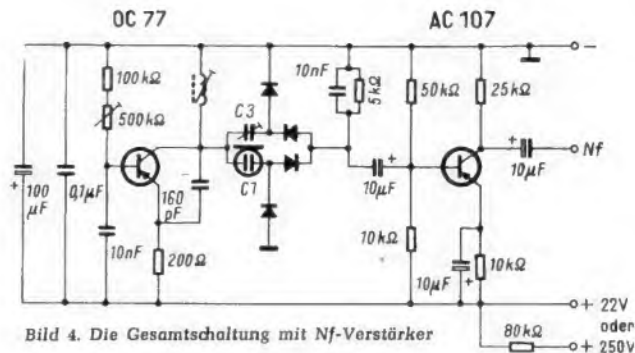 OC 77
AC 107
100kΩ
500kΩ
10nF
5kΩ
50kΩ
25kΩ
C3
C1
100 µF
0,1µF
160 pF
10µF
10µF
Nf
10nF
200Ω
10kΩ
10µF
10kΩ
22V
oder
250V
80kΩ
Bild 4. Die Gesamtschaltung mit Nf-Verstärker